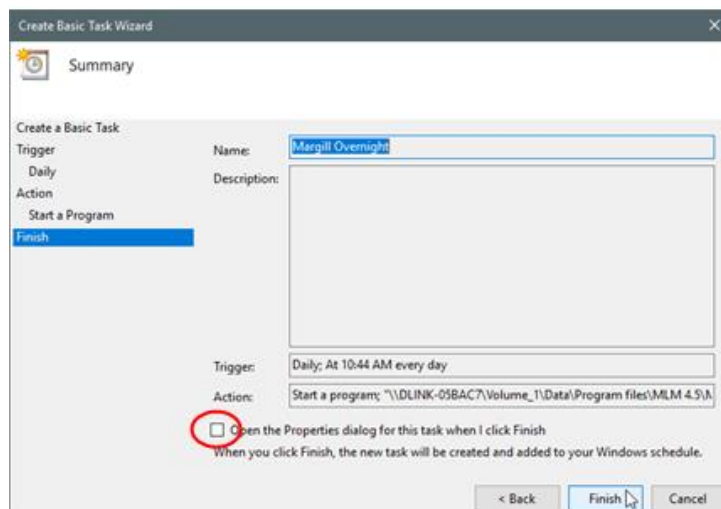 Create Basic Task Wizard
Summary
Create a Basic Task
Trigger
Daily
Action
Start a Program
Finish
Name:
Margill Overnight
Description:
Trigger:
Daily; At 10:44 AM every day
Action:
Start a program; "\\DLINK-05BAC7\Volume_1\Data\Program files\MLM 4.5\M
Open the Properties dialog for this task when I click Finish
When you click Finish, the new task will be created and added to your Windows schedule.
< Back
Finish
Cancel